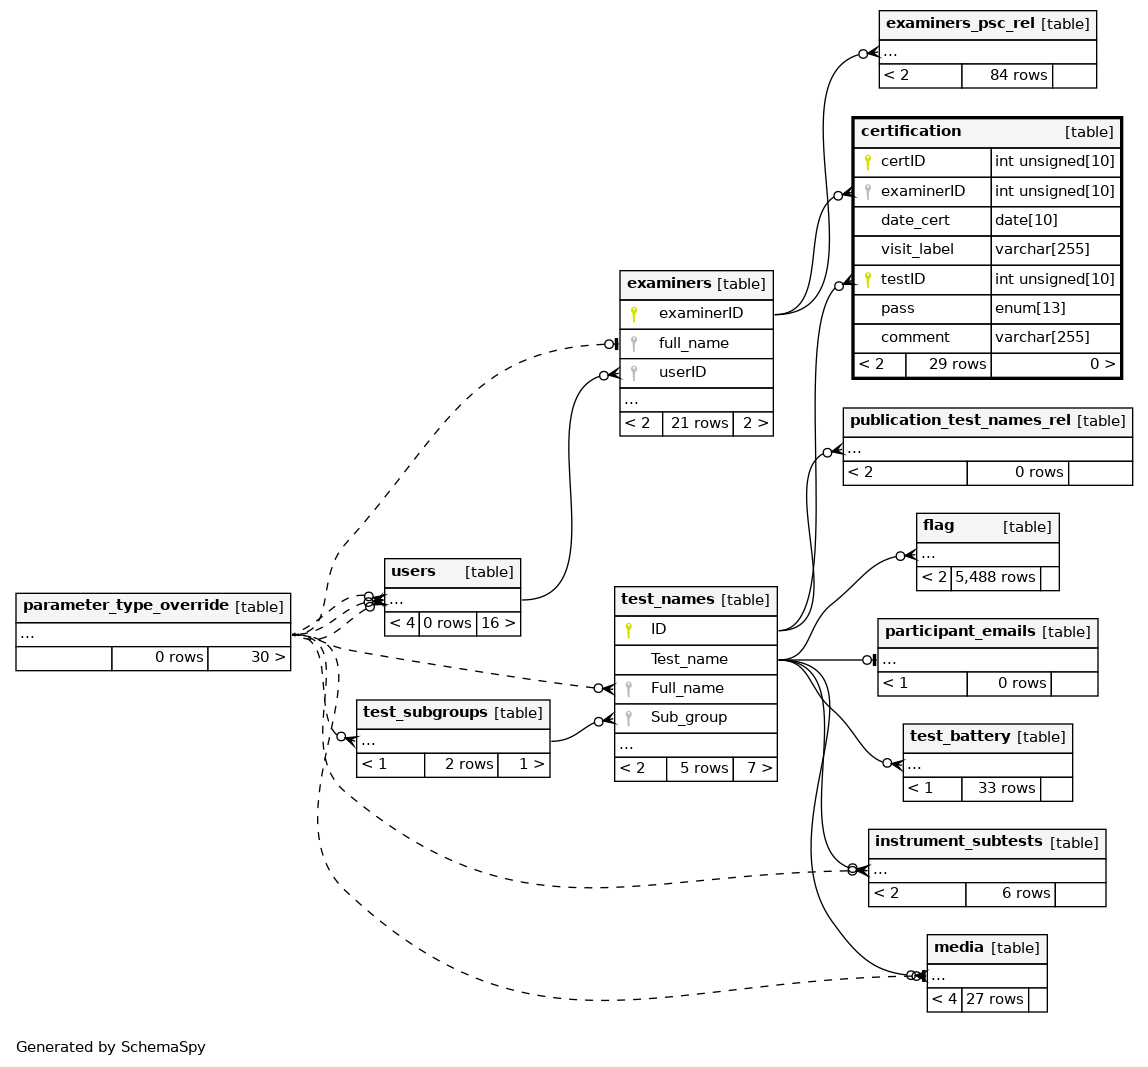 examiners_psc_rel [table]
...
< 2 84 rows
certification [table]
certID int unsigned[10]
examinerID int unsigned[10]
date_cert date[10]
visit_label varchar[255]
testID int unsigned[10]
pass enum[13]
comment varchar[255]
< 2 29 rows 0 >
examiners [table]
examinerID
full_name
userID
...
< 2 21 rows 2 >
publication_test_names_rel [table]
...
< 2 0 rows
flag [table]
...
< 2 5,488 rows
users [table]
...
< 4 0 rows 16 >
parameter_type_override [table]
...
0 rows 30 >
test_names [table]
ID
Test_name
Full_name
Sub_group
...
< 2 5 rows 7 >
participant_emails [table]
...
< 1 0 rows
test_subgroups [table]
...
< 1 2 rows 1 >
test_battery [table]
...
< 1 33 rows
instrument_subtests [table]
...
< 2 6 rows
media [table]
...
< 4 27 rows
Generated by SchemaSpy